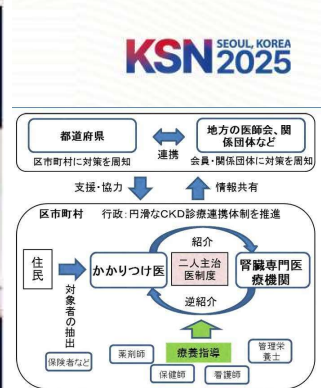 KSN SEOUL, KOREA
2025
都道府県
地方の医師会、関
係団体など
連携
区市町村に対策を周知
会員・関係団体に対策を周知
支援・協力
情報共有
区市町村
行政：円滑なCKD診療連携体制を推進
紹介
住民
かかりつけ医
二人主治
医制度
腎臓専門医
療機関
逆紹介
対象者の抽出
保険者など
薬剤師
療養指導
管理栄
養士
保健師
看護師